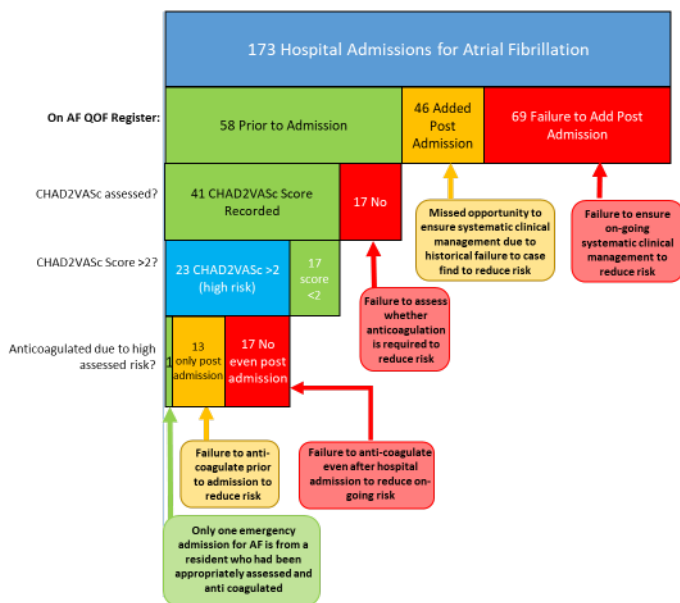 173 Hospital Admissions for Atrial Fibrillation
On AF QOF Register:
58 Prior to Admission
46 Added
Post
Admission
69 Failure to Add Post
Admission
CHAD2VASc assessed?
41 CHAD2VASc Score
Recorded
17 No
Missed opportunity to
ensure systematic clinical
management due to
historical failure to case
find to reduce risk
Failure to ensure
on-going
systematic clinical
management to
reduce risk
CHAD2VASc Score >2?
23 CHAD2VASc >2
(high risk)
17
score
<2
Failure to assess
whether
anticoagulation
is required to
reduce risk
Anticoagulated due to high
assessed risk?
1
13
only post
admission
17 No
even post
admission
Failure to anti-
coagulate prior
to admission to
reduce risk
Failure to anti-coagulate
even after hospital
admission to reduce on-
going risk
Only one emergency
admission for AF is from a
resident who had been
appropriately assessed and
anti coagulated